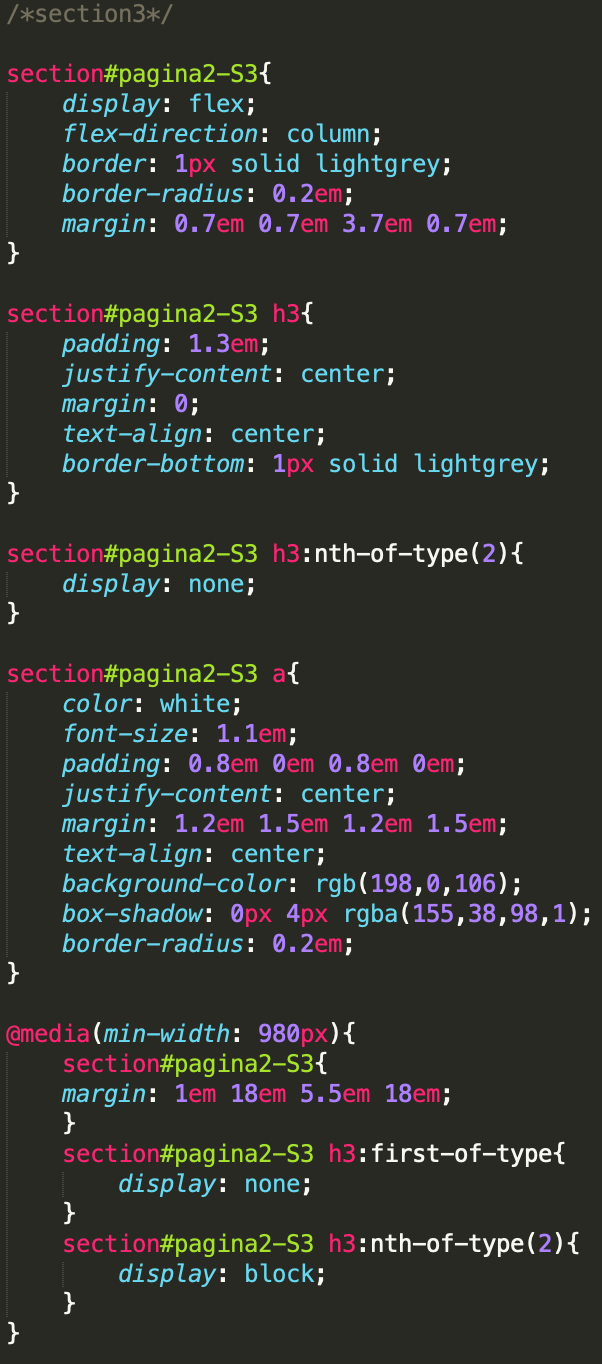 /*section3*/

section#pagina2-S3{
    display: flex;
    flex-direction: column;
    border: 1px solid lightgrey;
    border-radius: 0.2em;
    margin: 0.7em 0.7em 3.7em 0.7em;
}

section#pagina2-S3 h3{
    padding: 1.3em;
    justify-content: center;
    margin: 0;
    text-align: center;
    border-bottom: 1px solid lightgrey;
}

section#pagina2-S3 h3:nth-of-type(2){
    display: none;
}

section#pagina2-S3 a{
    color: white;
    font-size: 1.1em;
    padding: 0.8em 0em 0.8em 0em;
    justify-content: center;
    margin: 1.2em 1.5em 1.2em 1.5em;
    text-align: center;
    background-color: rgb(198,0,106);
    box-shadow: 0px 4px rgba(155,38,98,1);
    border-radius: 0.2em;
}

@media(min-width: 980px){
    section#pagina2-S3{
    margin: 1em 18em 5.5em 18em;
    }
    section#pagina2-S3 h3:first-of-type{
        display: none;
    }
    section#pagina2-S3 h3:nth-of-type(2){
        display: block;
    }
}